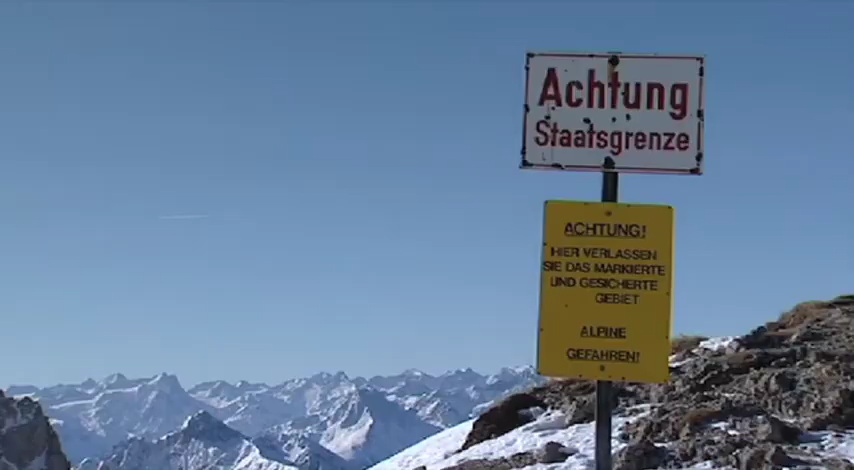 Achtung
Staatsgrenze
ACHTUNG!
HIER VERLASSEN
SIE DAS MARKIERTE
UND GESICHERTE
GEBIET
ALPINE
GEFAHREN!